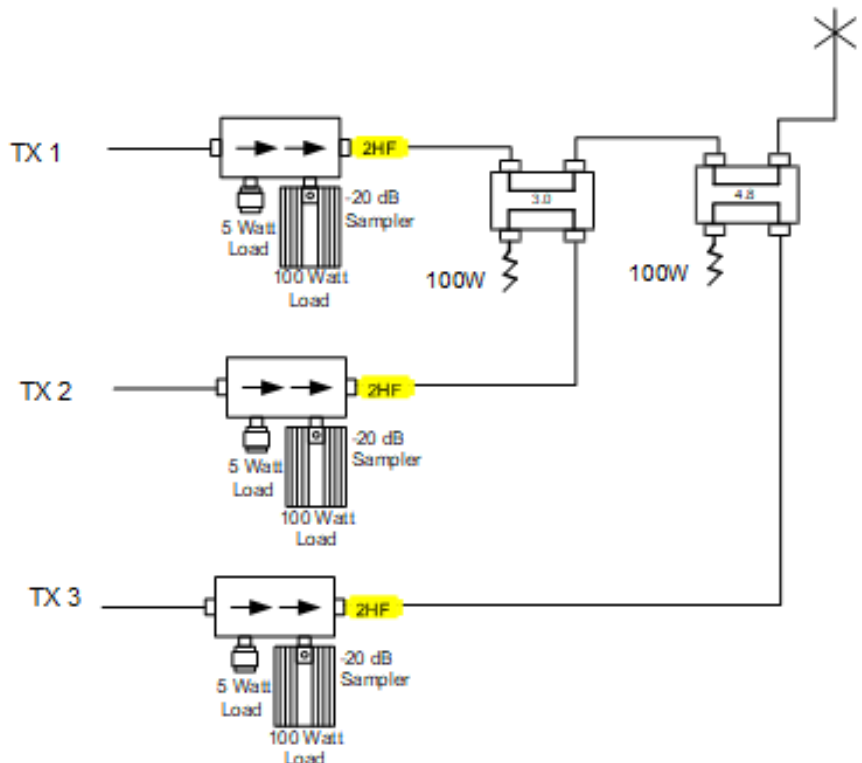 TX 1
2HF
-20 dB
Sampler
5 Watt
Load
100 Watt
Load
3.0
100W
4.8
100W
TX 2
2HF
-20 dB
Sampler
5 Watt
Load
100 Watt
Load
TX 3
2HF
-20 dB
Sampler
5 Watt
Load
100 Watt
Load